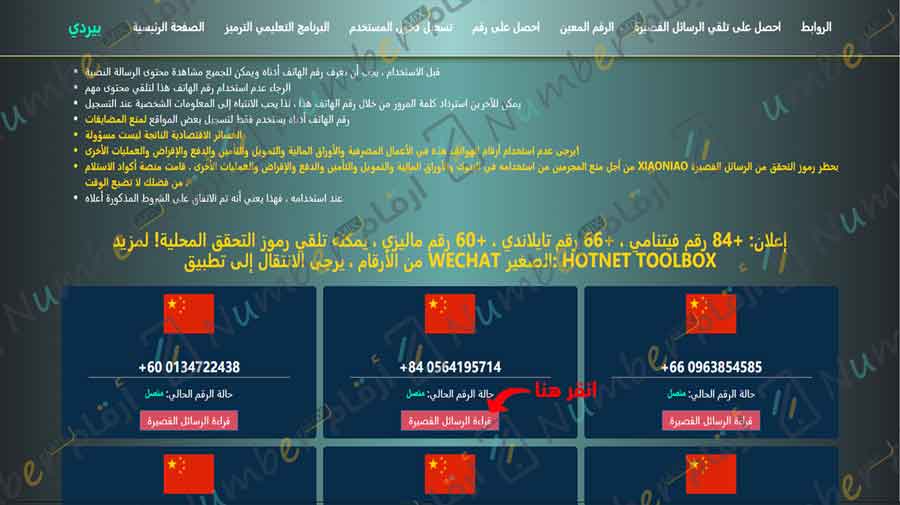 الروابط احصل على تلقي الرسائل القصيرة الرقم المعين احصل على رقم تسجيل دخول المستخدم البرنامج التعليمي الترميز الصفحة الرئيسية بيردي
قبل الاستخدام ، يجب أن تعرف رقم الهاتف أدناه ويمكن للجميع مشاهدة محتوى الرسالة النصية
الرجاء عدم استخدام رقم الهاتف هذا لتلقي محتوى مهم
يمكن للآخرين استرداد كلمة المرور من خلال رقم الهاتف هذا ، لذا يجب الانتباه إلى المعلومات الشخصية عند التسجيل
رقم الهاتف أدناه يستخدم فقط لتسجيل بعض المواقع لمنع المضايقات
الخسائر الاقتصادية الناتجة ليست مسؤولة
يرجى عدم استخدام أرقام الهواتف هذه في الأعمال المصرفية والأوراق المالية والتمويل والتأمين والدفع والإقراض والعمليات الأخرى!
يحظر رموز التحقق من الرسائل القصيرة XIAONIAO من أجل منع المجرمين من استخدامه في البنوك والأوراق المالية والتمويل والتأمين والدفع والإقراض والعمليات الأخرى ، قامت منصة أكواد الاستلام
من فضلك لا تضيع الوقت
عند استخدامه ، فهذا يعني أنه تم الاتفاق على الشروط المذكورة أعلاه
إعلان: +84 رقم فيتنامي ، +66 رقم تايلاندي ، +60 رقم ماليزي ، يمكنه تلقي رموز التحقق المحلية! لمزيد
من الأرقام ، يرجى الانتقال إلى تطبيق WECHAT الصغير: HOTNET TOOLBOX
+60 0134722438
+84 0564195714
+66 0963854585
حالة الرقم الحالي: متصل
حالة الرقم الحالي: متصل
حالة الرقم الحالي: متصل
انقر هنا
قراءة الرسائل القصيرة
قراءة الرسائل القصيرة
قراءة الرسائل القصيرة